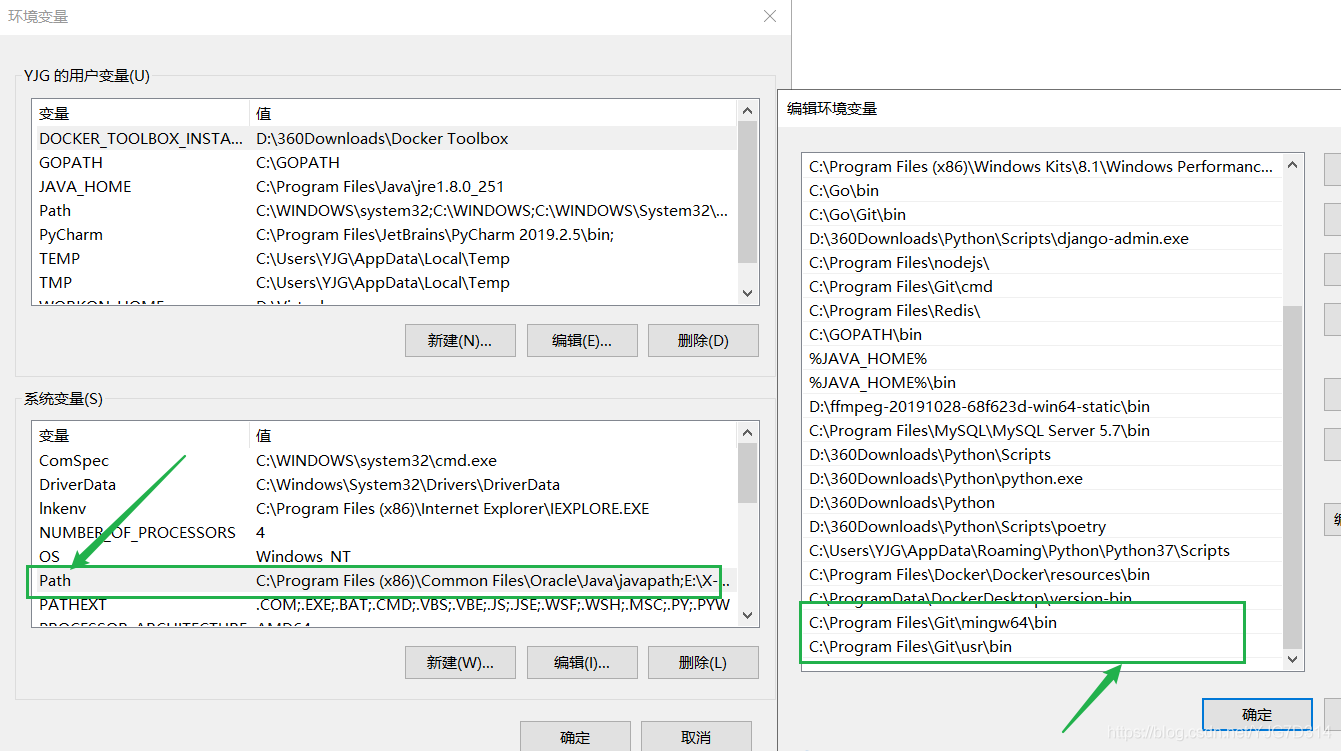 环境变量
YJG 的用户变量(U)
变量 值
DOCKER_TOOLBOX_INSTA... D:\360Downloads\Docker Toolbox
GOPATH C:\GOPATH
JAVA_HOME C:\Program Files\Java\jre1.8.0_251
Path C:\WINDOWS\system32;C:\WINDOWS;C:\WINDOWS\System32\...
PyCharm C:\Program Files\JetBrains\PyCharm 2019.2.5\bin;
TEMP C:\Users\YJG\AppData\Local\Temp
TMP C:\Users\YJG\AppData\Local\Temp
WORKON_HOME
新建(N)... 编辑(E)... 删除(D)
系统变量(S)
变量 值
ComSpec C:\WINDOWS\system32\cmd.exe
DriverData C:\Windows\System32\Drivers\DriverData
lnkenv C:\Program Files (x86)\Internet Explorer\IEXPLORE.EXE
NUMBER_OF_PROCESSORS 4
OS Windows_NT
Path C:\Program Files (x86)\Common Files\Oracle\Java\javapath;E:\X-...
PATHEXT .COM;.EXE;.BAT;.CMD;.VBS;.VBE;.JS;.JSE;.WSF;.WSH;.MSC;.PY;.PYW
PROCESSOR_ARCHITECTURE AMD64
新建(W)... 编辑(I)... 删除(L)
确定 取消
编辑环境变量
C:\Program Files (x86)\Windows Kits\8.1\Windows Performanc...
C:\Go\bin
C:\Go\Git\bin
D:\360Downloads\Python\Scripts\django-admin.exe
C:\Program Files\nodejs\
C:\Program Files\Git\cmd
C:\Program Files\Redis\
C:\GOPATH\bin
%JAVA_HOME%
%JAVA_HOME%\bin
D:\ffmpeg-20191028-68f623d-win64-static\bin
C:\Program Files\MySQL\MySQL Server 5.7\bin
D:\360Downloads\Python\Scripts
D:\360Downloads\Python\python.exe
D:\360Downloads\Python
D:\360Downloads\Python\Scripts\poetry
C:\Users\YJG\AppData\Roaming\Python\Python37\Scripts
C:\Program Files\Docker\Docker\resources\bin
C:\ProgramData\DockerDesktop\version-bin
C:\Program Files\Git\mingw64\bin
C:\Program Files\Git\usr\bin
编
确定